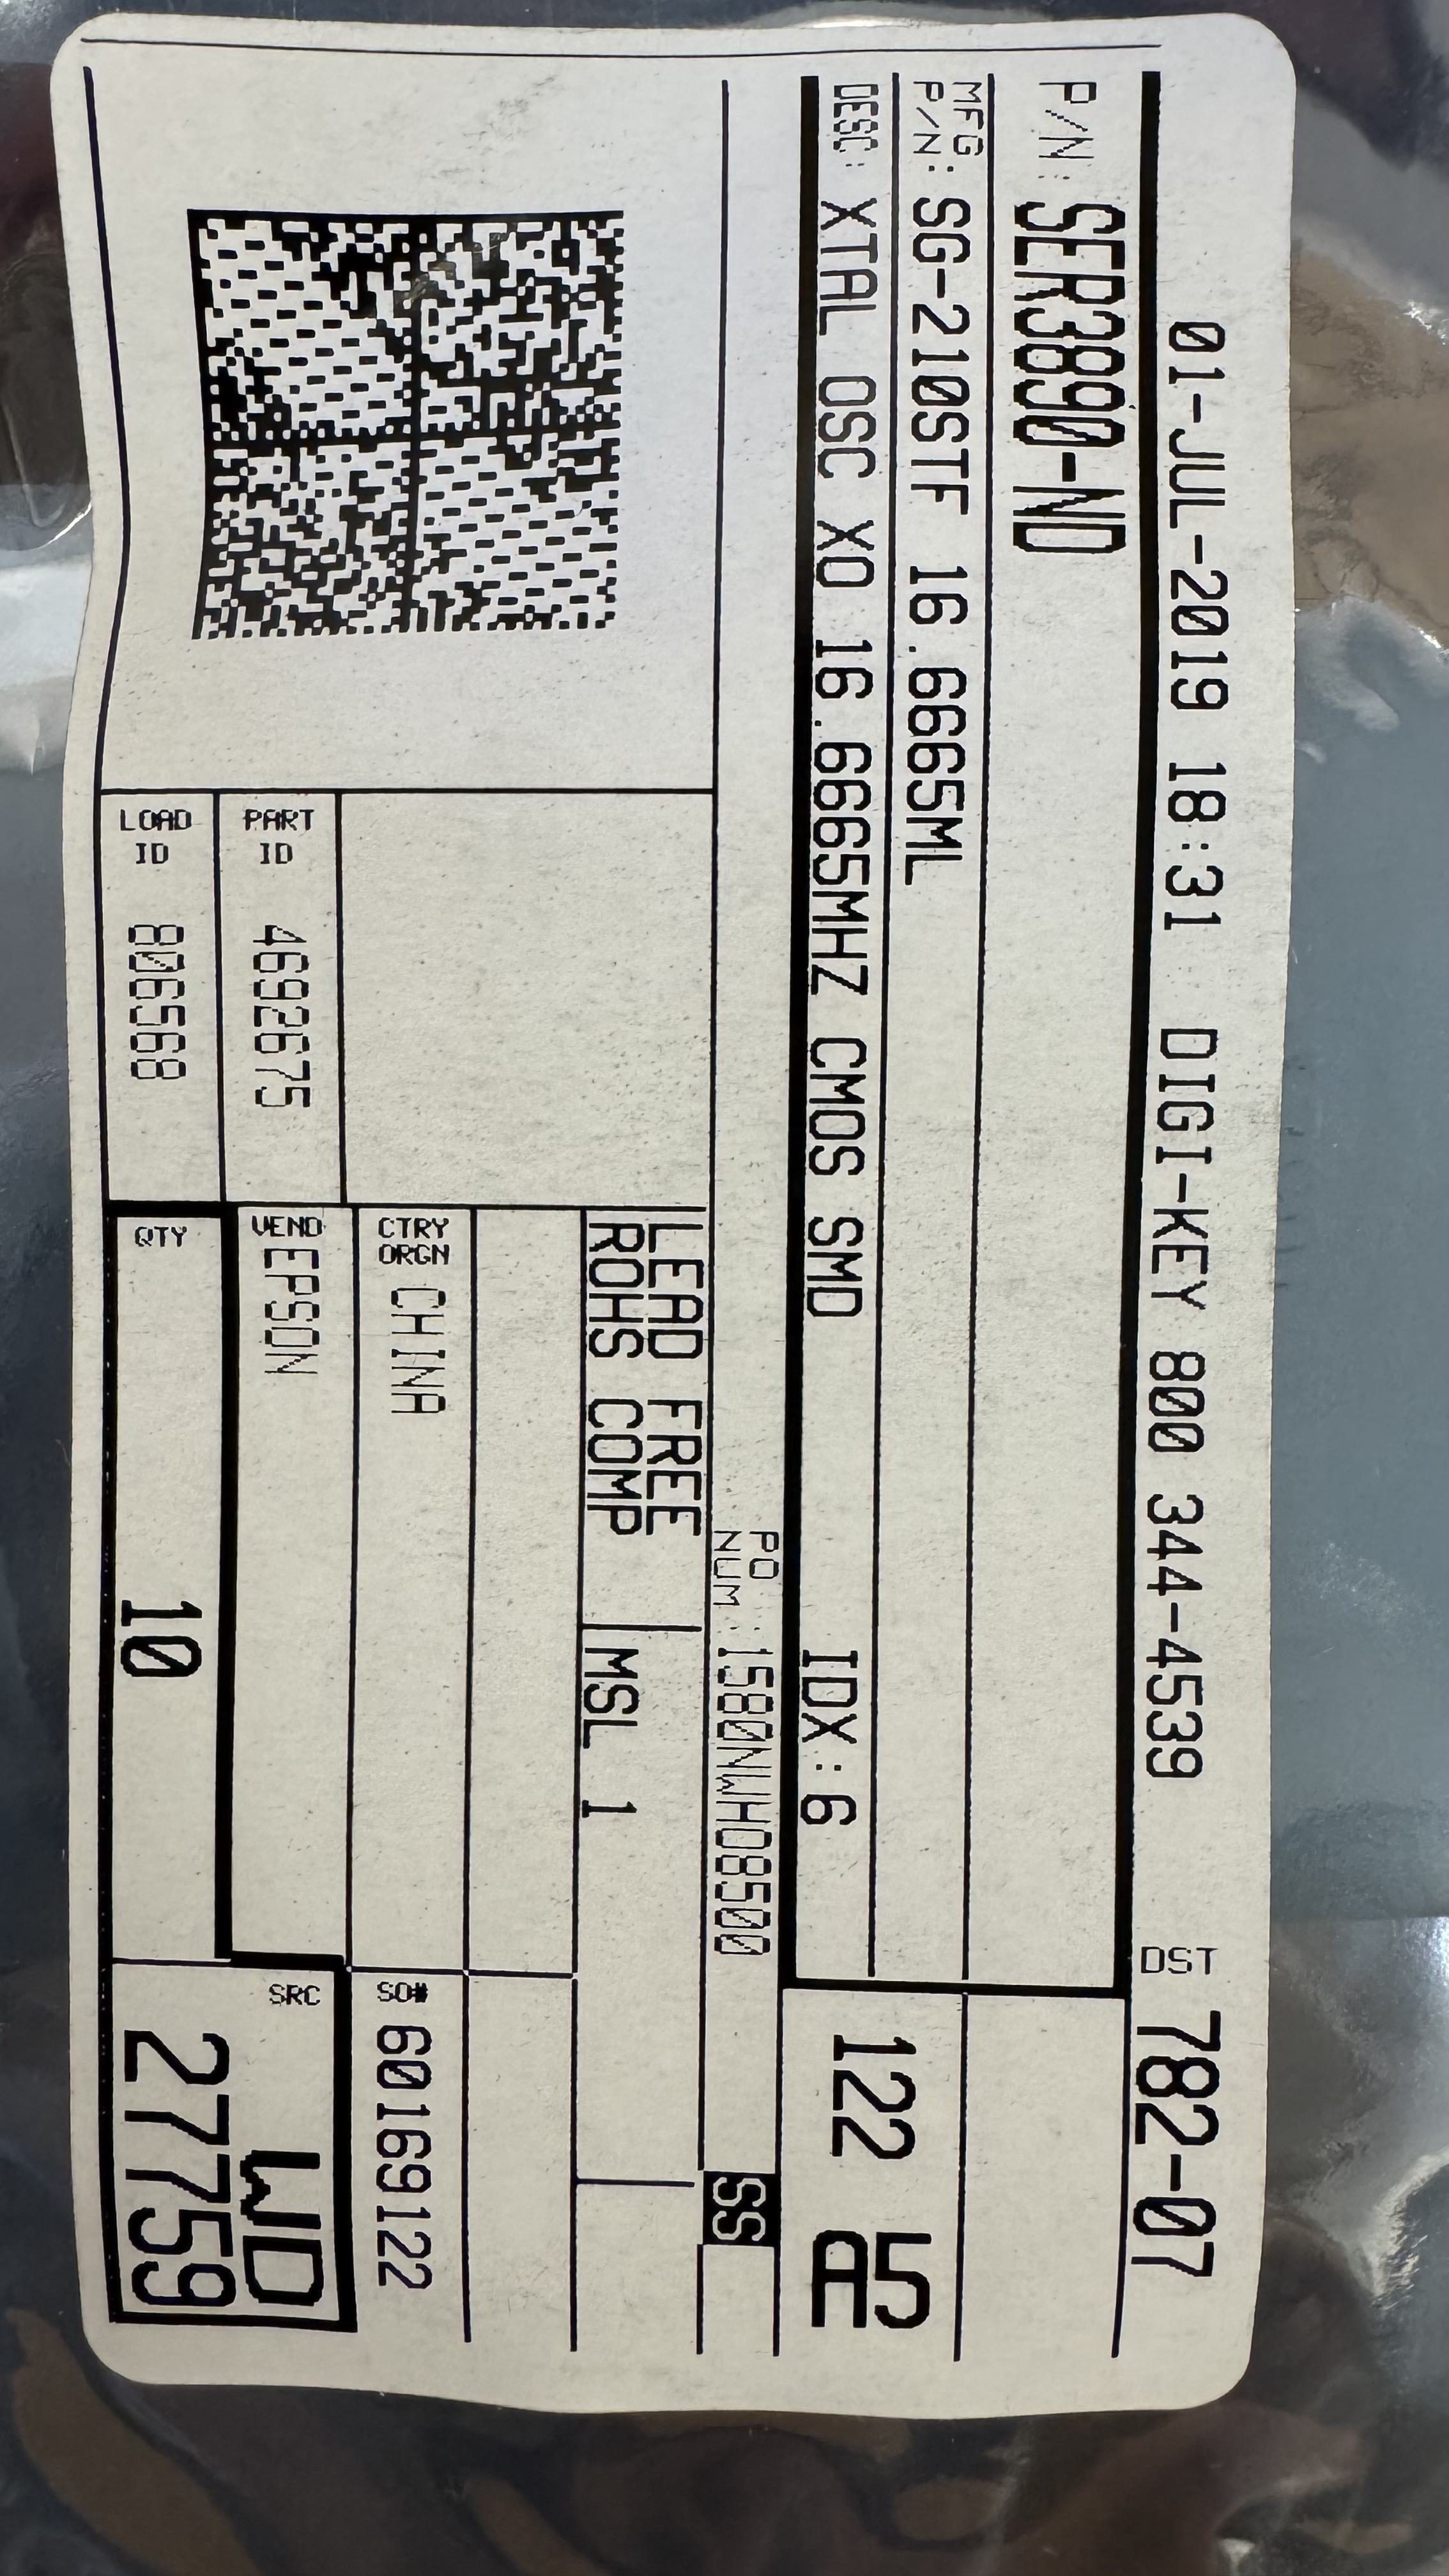 01-JUL-2019 18:31 DIGI-KEY 800 344-4539 DST 782-07
P/N: SER3890-ND
MFG
P/N: SG-210STF 16.6665ML
DESC: XTAL OSC XO 16.6665MHZ CMOS SMD IDX: 6
122 A5
PO
NUM: 1580NWHO8500 SS
LEAD FREE
ROHS COMP
MSL 1
CTRY
ORGN CHINA
SO# 60169122
PART
ID 4692675
VEND EPSON
SRC WD
27759
LOAD
ID 806568
QTY 10